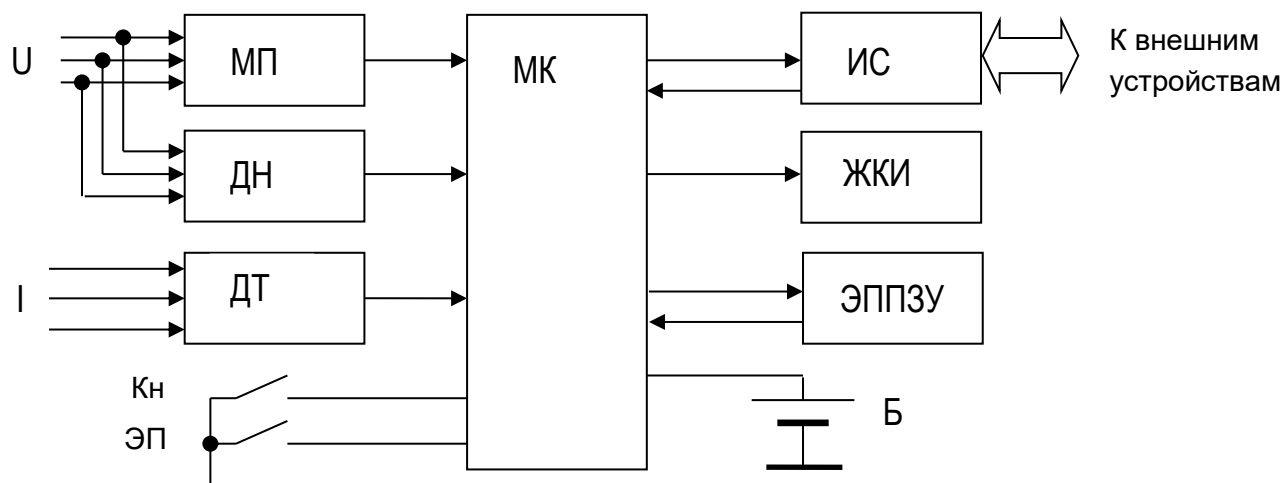 U
МП
МК
ИС
К внешним
устройствам
ДН
ЖКИ
I
ДТ
ЭППЗУ
Кн
ЭП
Б